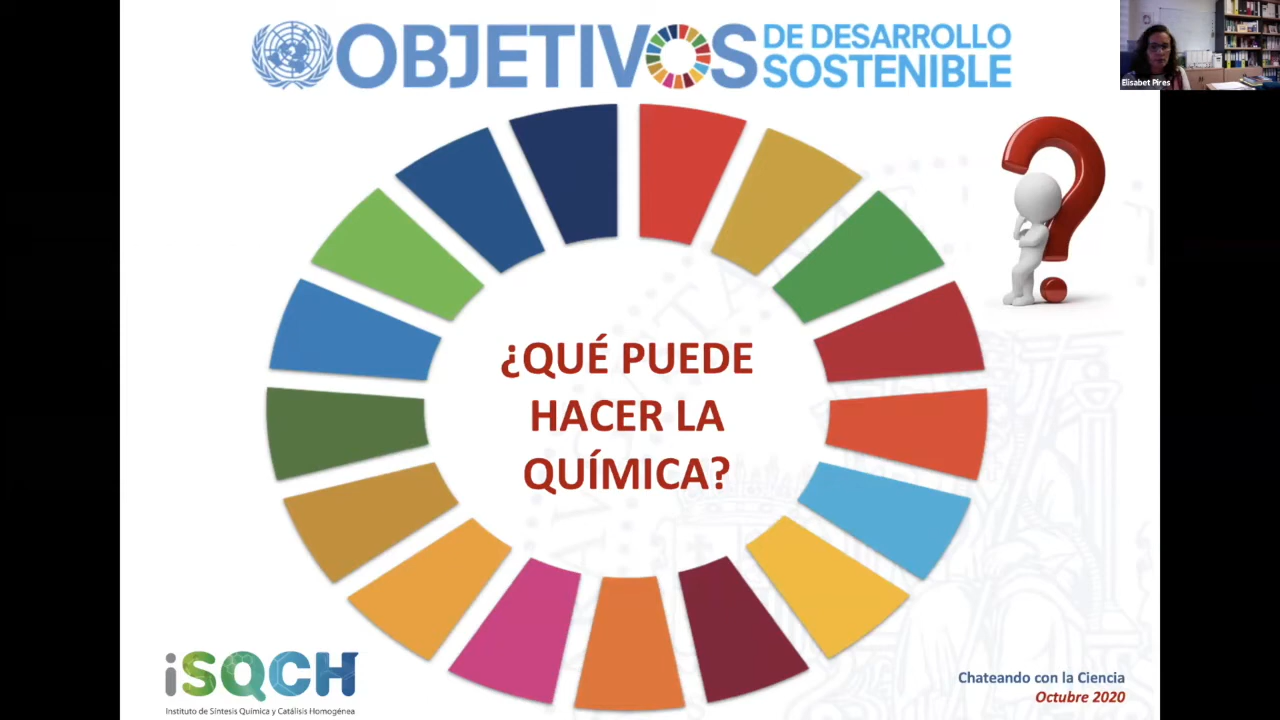 OBJETIVOS
DE DESARROLLO
SOSTENIBLE
Elisabet Pires
¿QUÉ PUEDE
HACER LA
QUÍMICA?
iSQCH
Instituto de Síntesis Química y Catálisis Homogénea
Chateando con la Ciencia
Octubre 2020